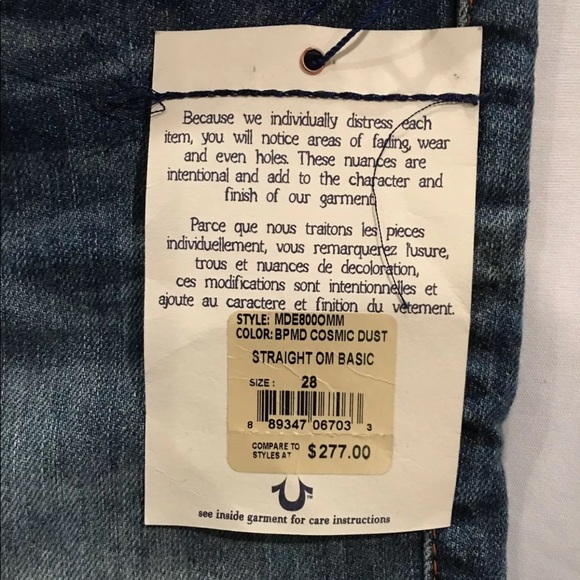 Because we individually distress each
item, you will notice areas of fading, wear
and even holes. These nuances are
intentional and add to the character and
finish of our garment.
Parce que nous traitons les pieces
individuellement, vous remarquerez l'usure,
trous et nuances de decoloration,
ces modifications sont intentionnelles et
ajoute au caractere et finition du vetement.
STYLE: MDE800OMM
COLOR: BPMD COSMIC DUST
STRAIGHT OM BASIC
SIZE: 28
8 89347 06703 3
COMPARE TO
STYLES AT $277.00
see inside garment for care instructions